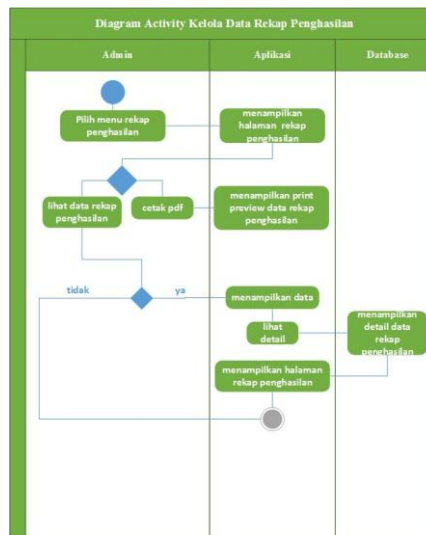 Diagram Activity Kelola Data Rekap Penghasilan
Admin
Aplikasi
Database
Pilih menu rekap
penghasilan
menampilkan
halaman rekap
penghasilan
lihat data rekap
penghasilan
cetak pdf
menampilkan print
preview data rekap
penghasilan
tidak
ya
menampilkan data
lihat
detail
menampilkan
detail data
rekap
penghasilan
menampilkan halaman
rekap penghasilan